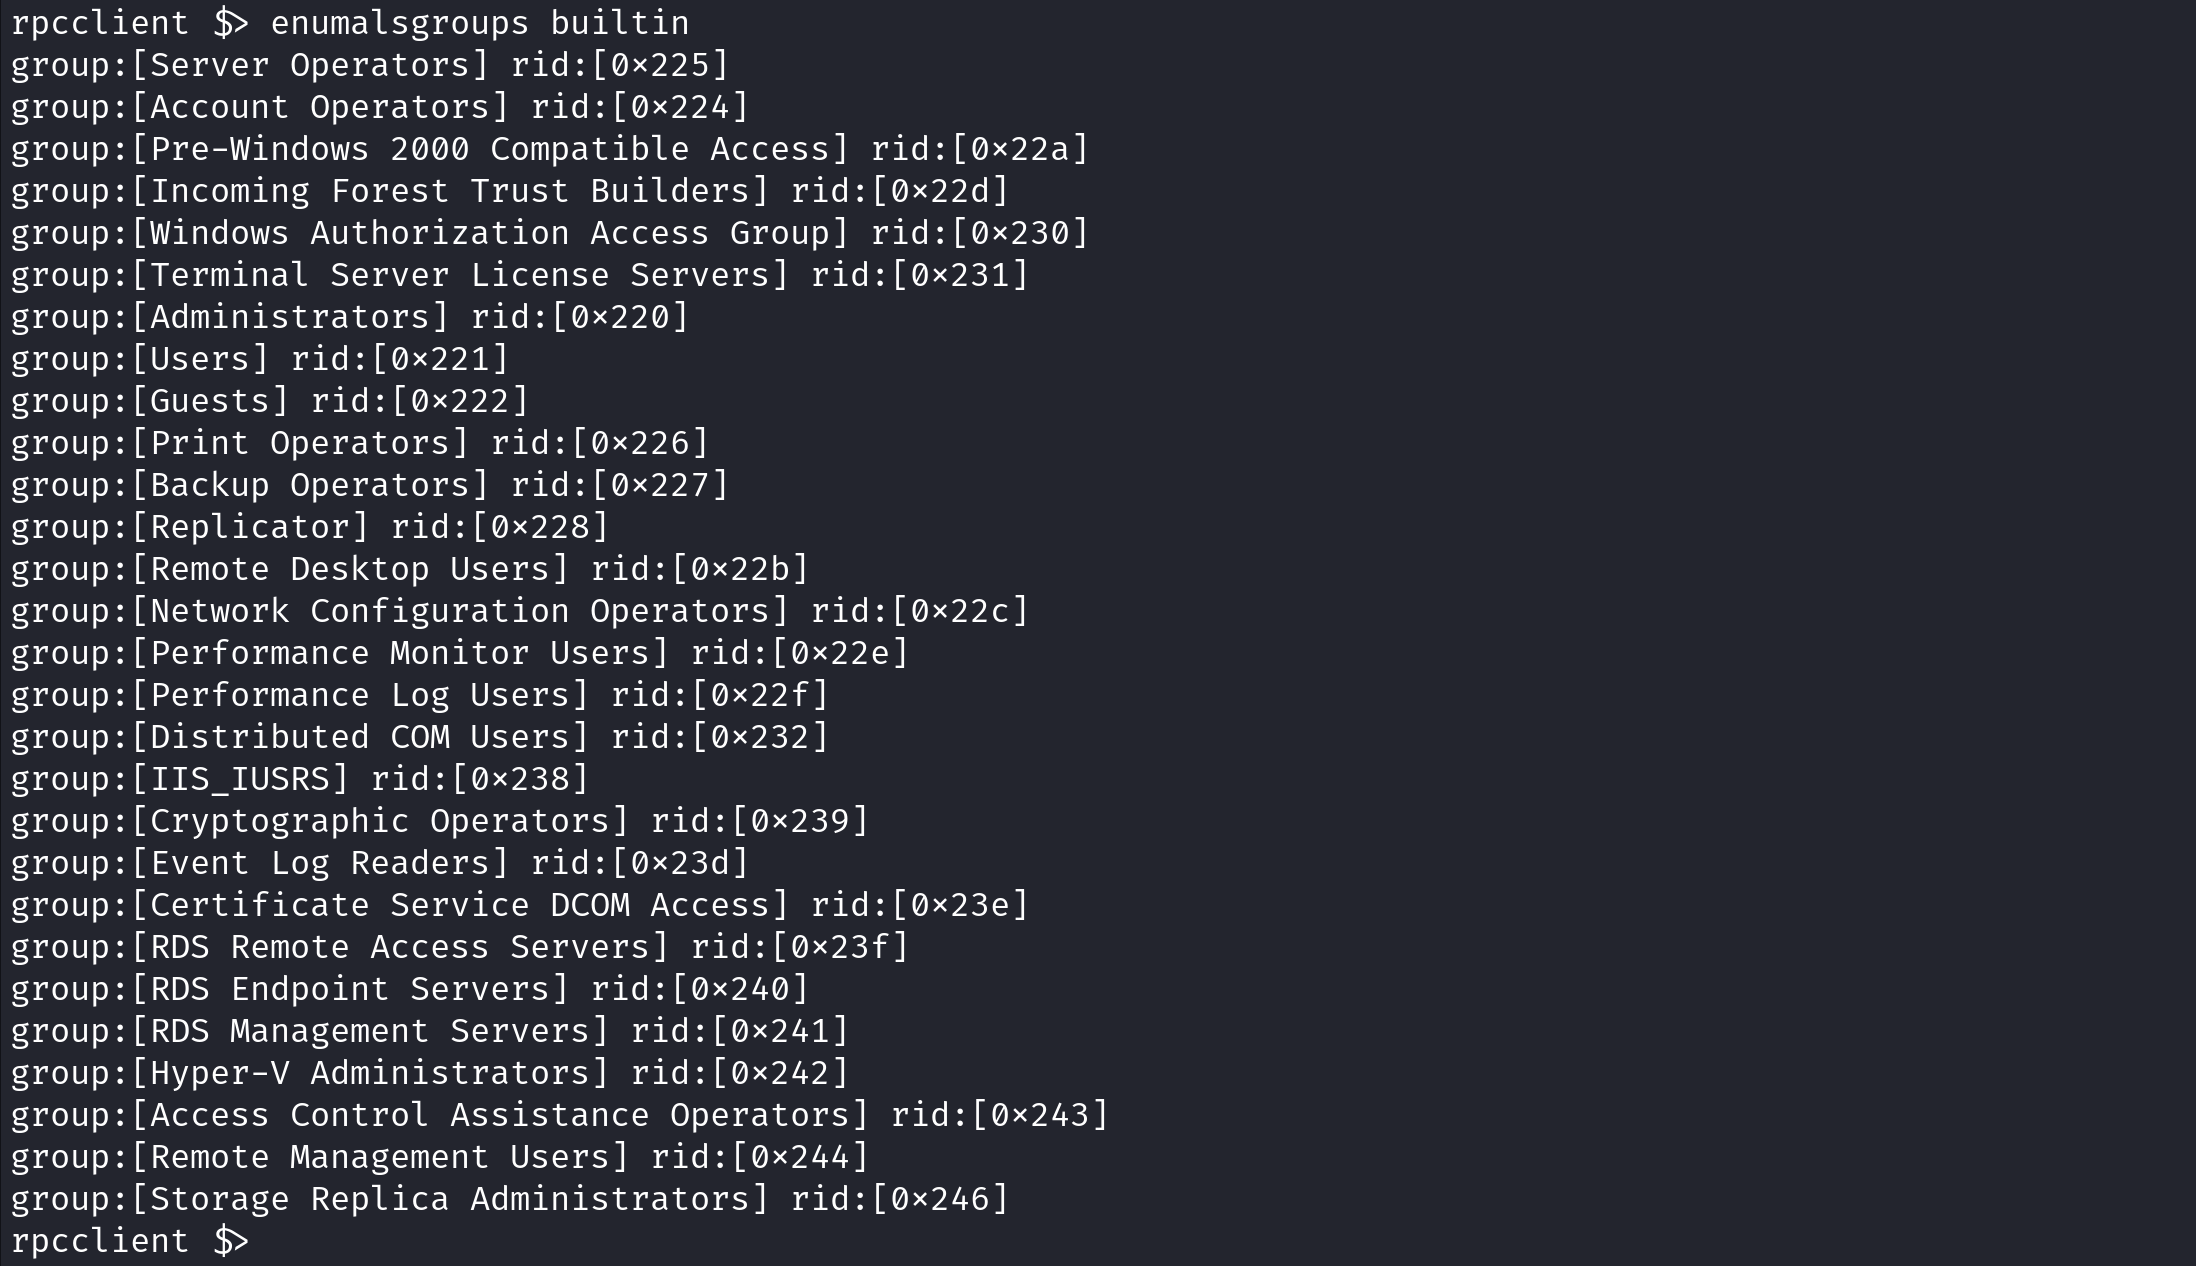 rpcclient $> enumalsgroups builtin
group:[Server Operators] rid:[0×225]
group:[Account Operators] rid:[0×224]
group:[Pre-Windows 2000 Compatible Access] rid:[0×22a]
group:[Incoming Forest Trust Builders] rid:[0×22d]
group:[Windows Authorization Access Group] rid:[0×230]
group:[Terminal Server License Servers] rid:[0×231]
group:[Administrators] rid:[0×220]
group:[Users] rid:[0×221]
group:[Guests] rid:[0×222]
group:[Print Operators] rid:[0×226]
group:[Backup Operators] rid:[0×227]
group:[Replicator] rid:[0×228]
group:[Remote Desktop Users] rid:[0×22b]
group:[Network Configuration Operators] rid:[0×22c]
group:[Performance Monitor Users] rid:[0×22e]
group:[Performance Log Users] rid:[0×22f]
group:[Distributed COM Users] rid:[0×232]
group:[IIS_IUSRS] rid:[0×238]
group:[Cryptographic Operators] rid:[0×239]
group:[Event Log Readers] rid:[0×23d]
group:[Certificate Service DCOM Access] rid:[0×23e]
group:[RDS Remote Access Servers] rid:[0×23f]
group:[RDS Endpoint Servers] rid:[0×240]
group:[RDS Management Servers] rid:[0×241]
group:[Hyper-V Administrators] rid:[0×242]
group:[Access Control Assistance Operators] rid:[0×243]
group:[Remote Management Users] rid:[0×244]
group:[Storage Replica Administrators] rid:[0×246]
rpcclient $>